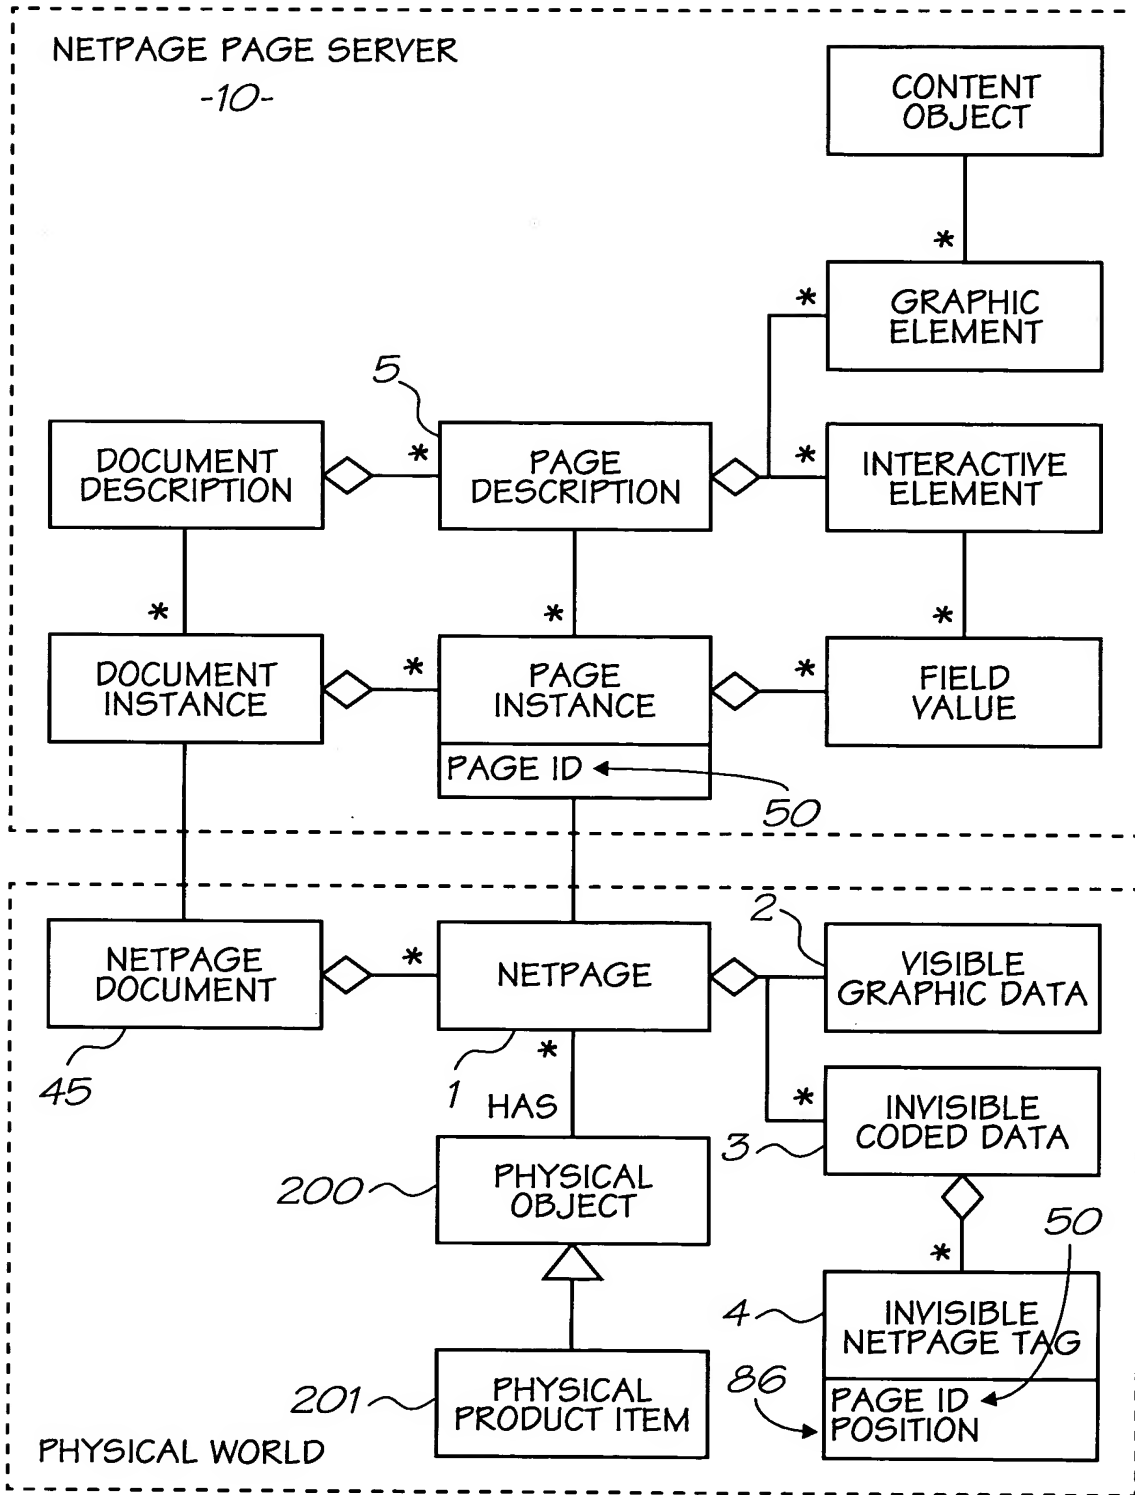 NETPAGE PAGE SERVER
-10-
CONTENT
OBJECT
*
GRAPHIC
ELEMENT
*
5
DOCUMENT
DESCRIPTION
*
PAGE
DESCRIPTION
*
INTERACTIVE
ELEMENT
*
*
*
DOCUMENT
INSTANCE
*
PAGE
INSTANCE
PAGE ID
50
*
FIELD
VALUE
NETPAGE
DOCUMENT
45
*
NETPAGE
1
2
VISIBLE
GRAPHIC DATA
*
HAS
*
INVISIBLE
CODED DATA
3
PHYSICAL
OBJECT
200
*
50
INVISIBLE
NETPAGE TAG
4
PAGE ID
POSITION
86
PHYSICAL
PRODUCT ITEM
201
PHYSICAL WORLD